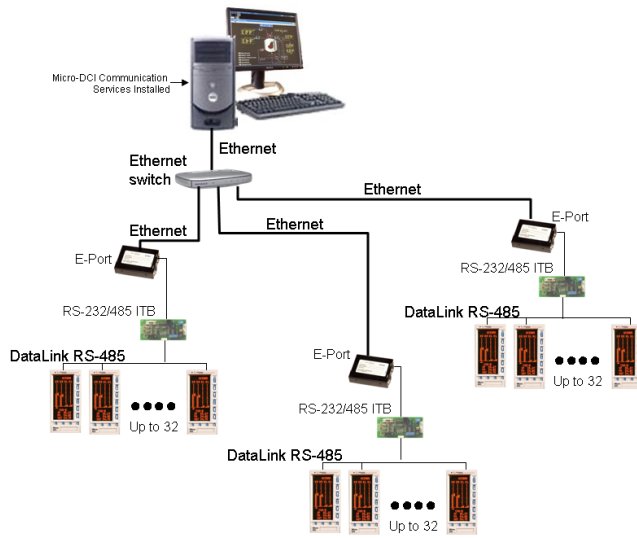 Micro-DCI Communication
Services Installed
Ethernet
Ethernet
switch
Ethernet
Ethernet
Ethernet
E-Port
RS-232/485 ITB
DataLink RS-485
Up to 32
E-Port
RS-232/485 ITB
DataLink RS-485
Up to 32
E-Port
RS-232/485 ITB
DataLink RS-485
Up to 32